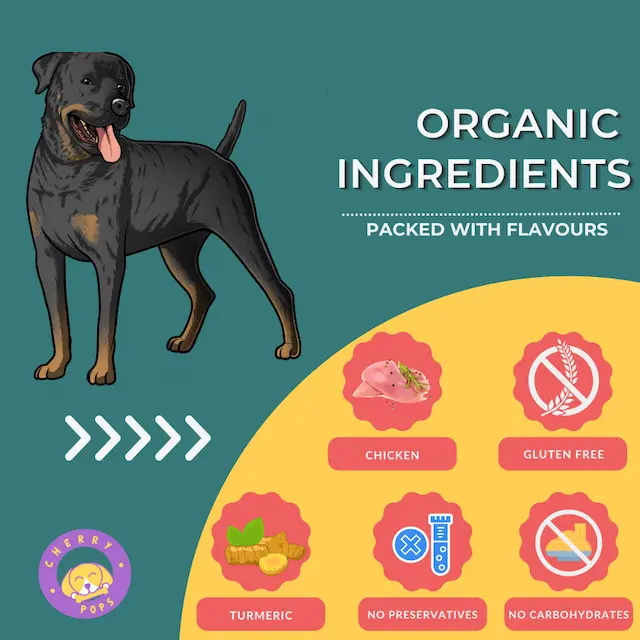 ORGANIC
INGREDIENTS
PACKED WITH FLAVOURS
CHICKEN
GLUTEN FREE
TURMERIC
NO PRESERVATIVES
NO CARBOHYDRATES
CHERRY
POPS